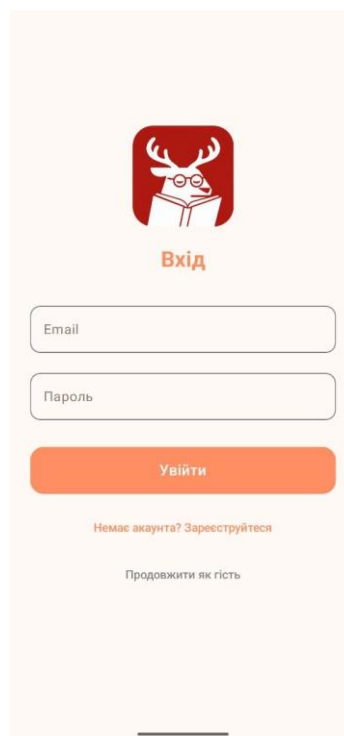 Вхід
Email
Пароль
Увійти
Немає акаунта? Зареєструйтеся
Продовжити як гість